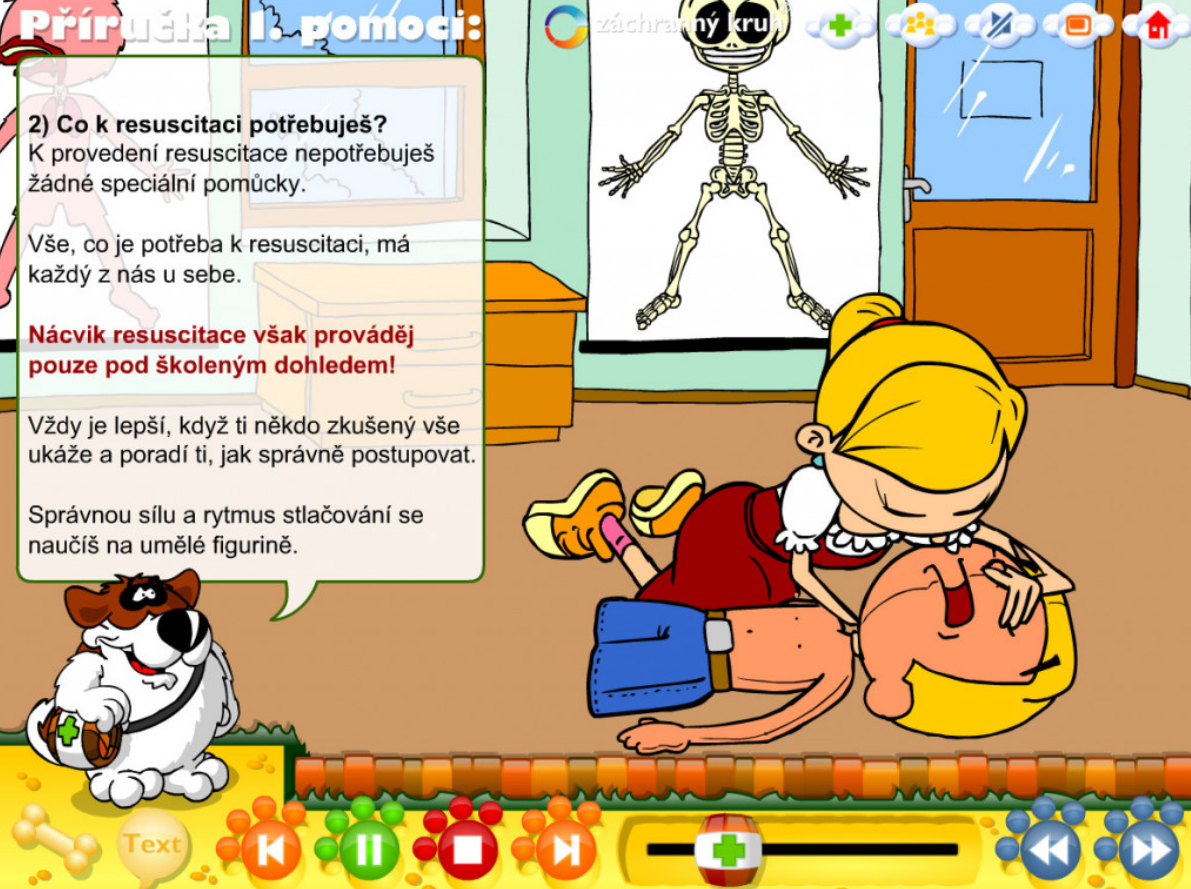 Příručka 1. pomoci:
záchranný kruh
2) Co k resuscitaci potřebuješ?
K provedení resuscitace nepotřebuješ
žádné speciální pomůcky.
Vše, co je potřeba k resuscitaci, má
každý z nás u sebe.
Nácvik resuscitace však prováděj
pouze pod školeným dohledem!
Vždy je lepší, když ti někdo zkušený vše
ukáže a poradí ti, jak správně postupovat.
Správnou sílu a rytmus stlačování se
naučíš na umělé figurině.
Text